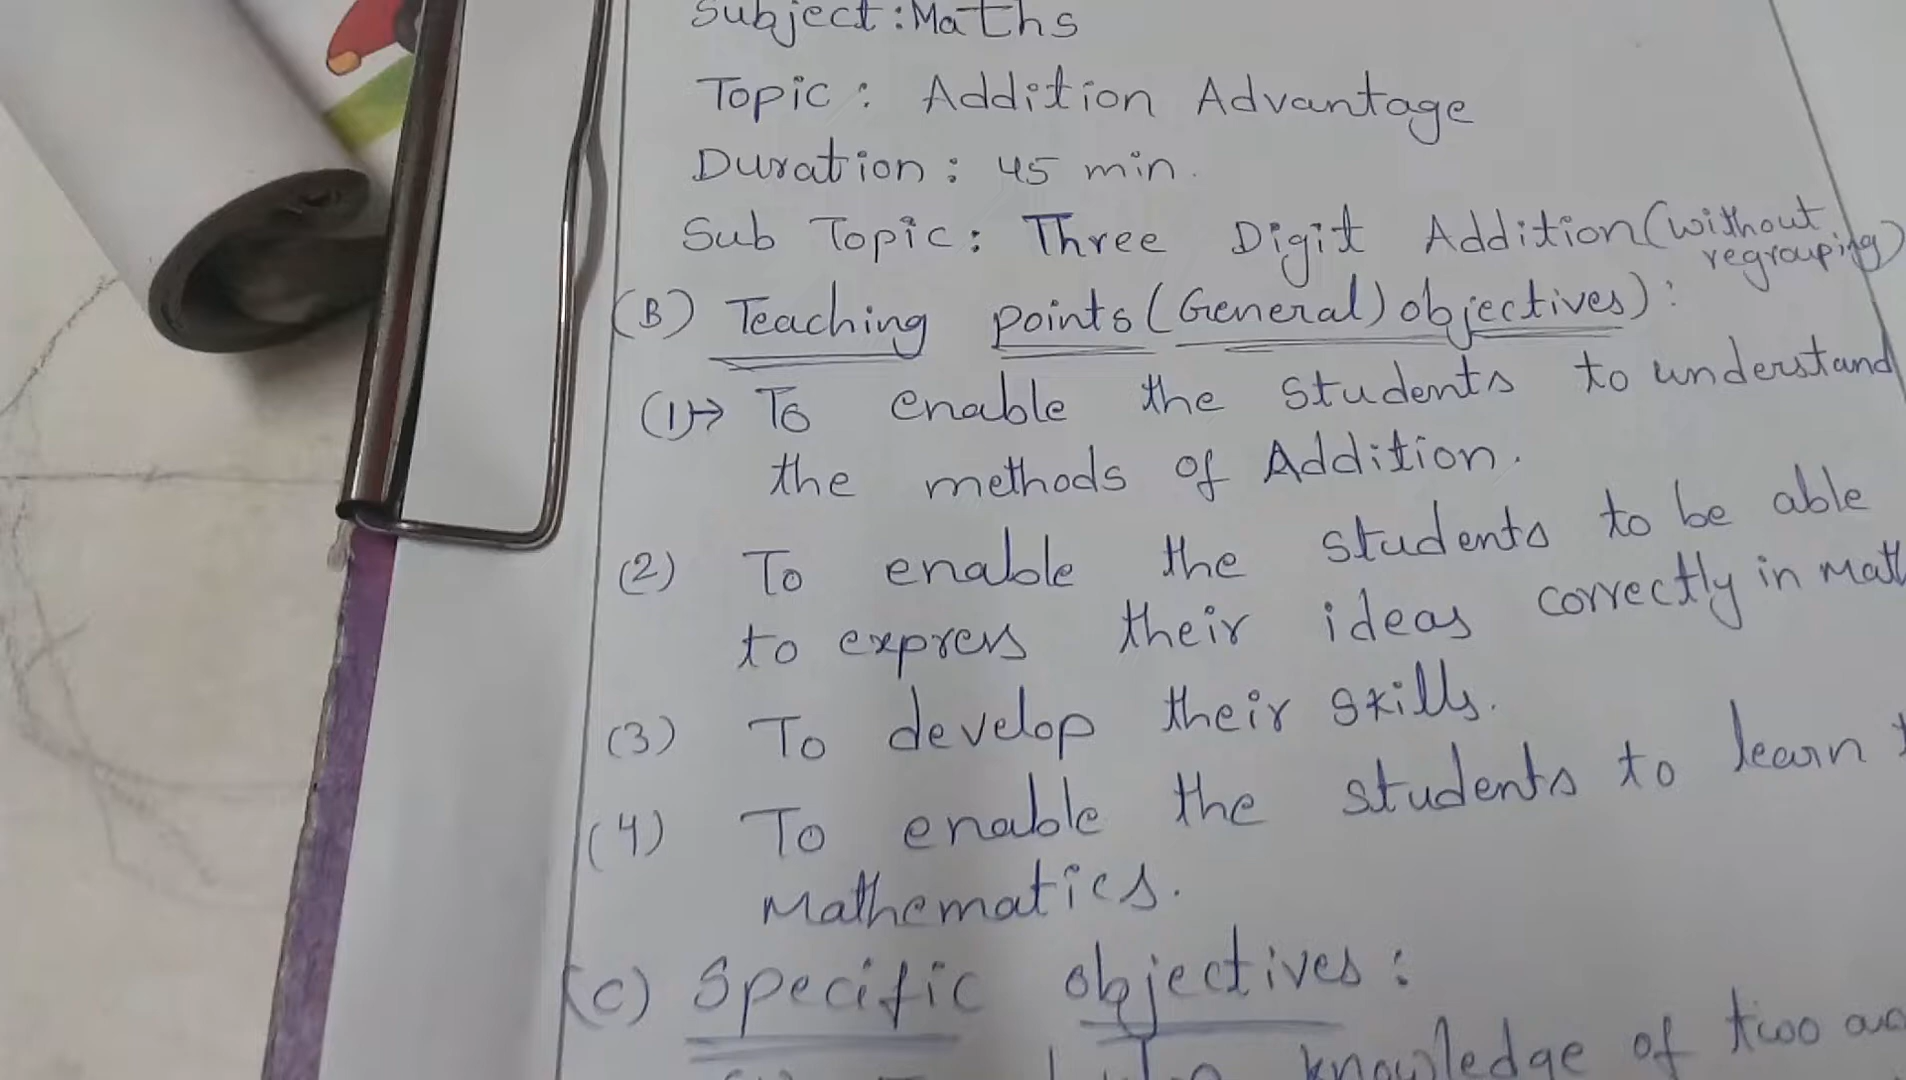 Subject: Maths
Topic: Addition Advantage
Duration: 45 min.
Sub Topic: Three Digit Addition (without
regrouping)
(B) Teaching points (General) objectives):
(1)→ To enable the students to understand
the methods of Addition.
(2) To enable the students to be able
to express their ideas correctly in
(3) To develop their skills.
(4) To enable the students to learn
Mathematics.
(C) Specific objectives:
knowledge of two